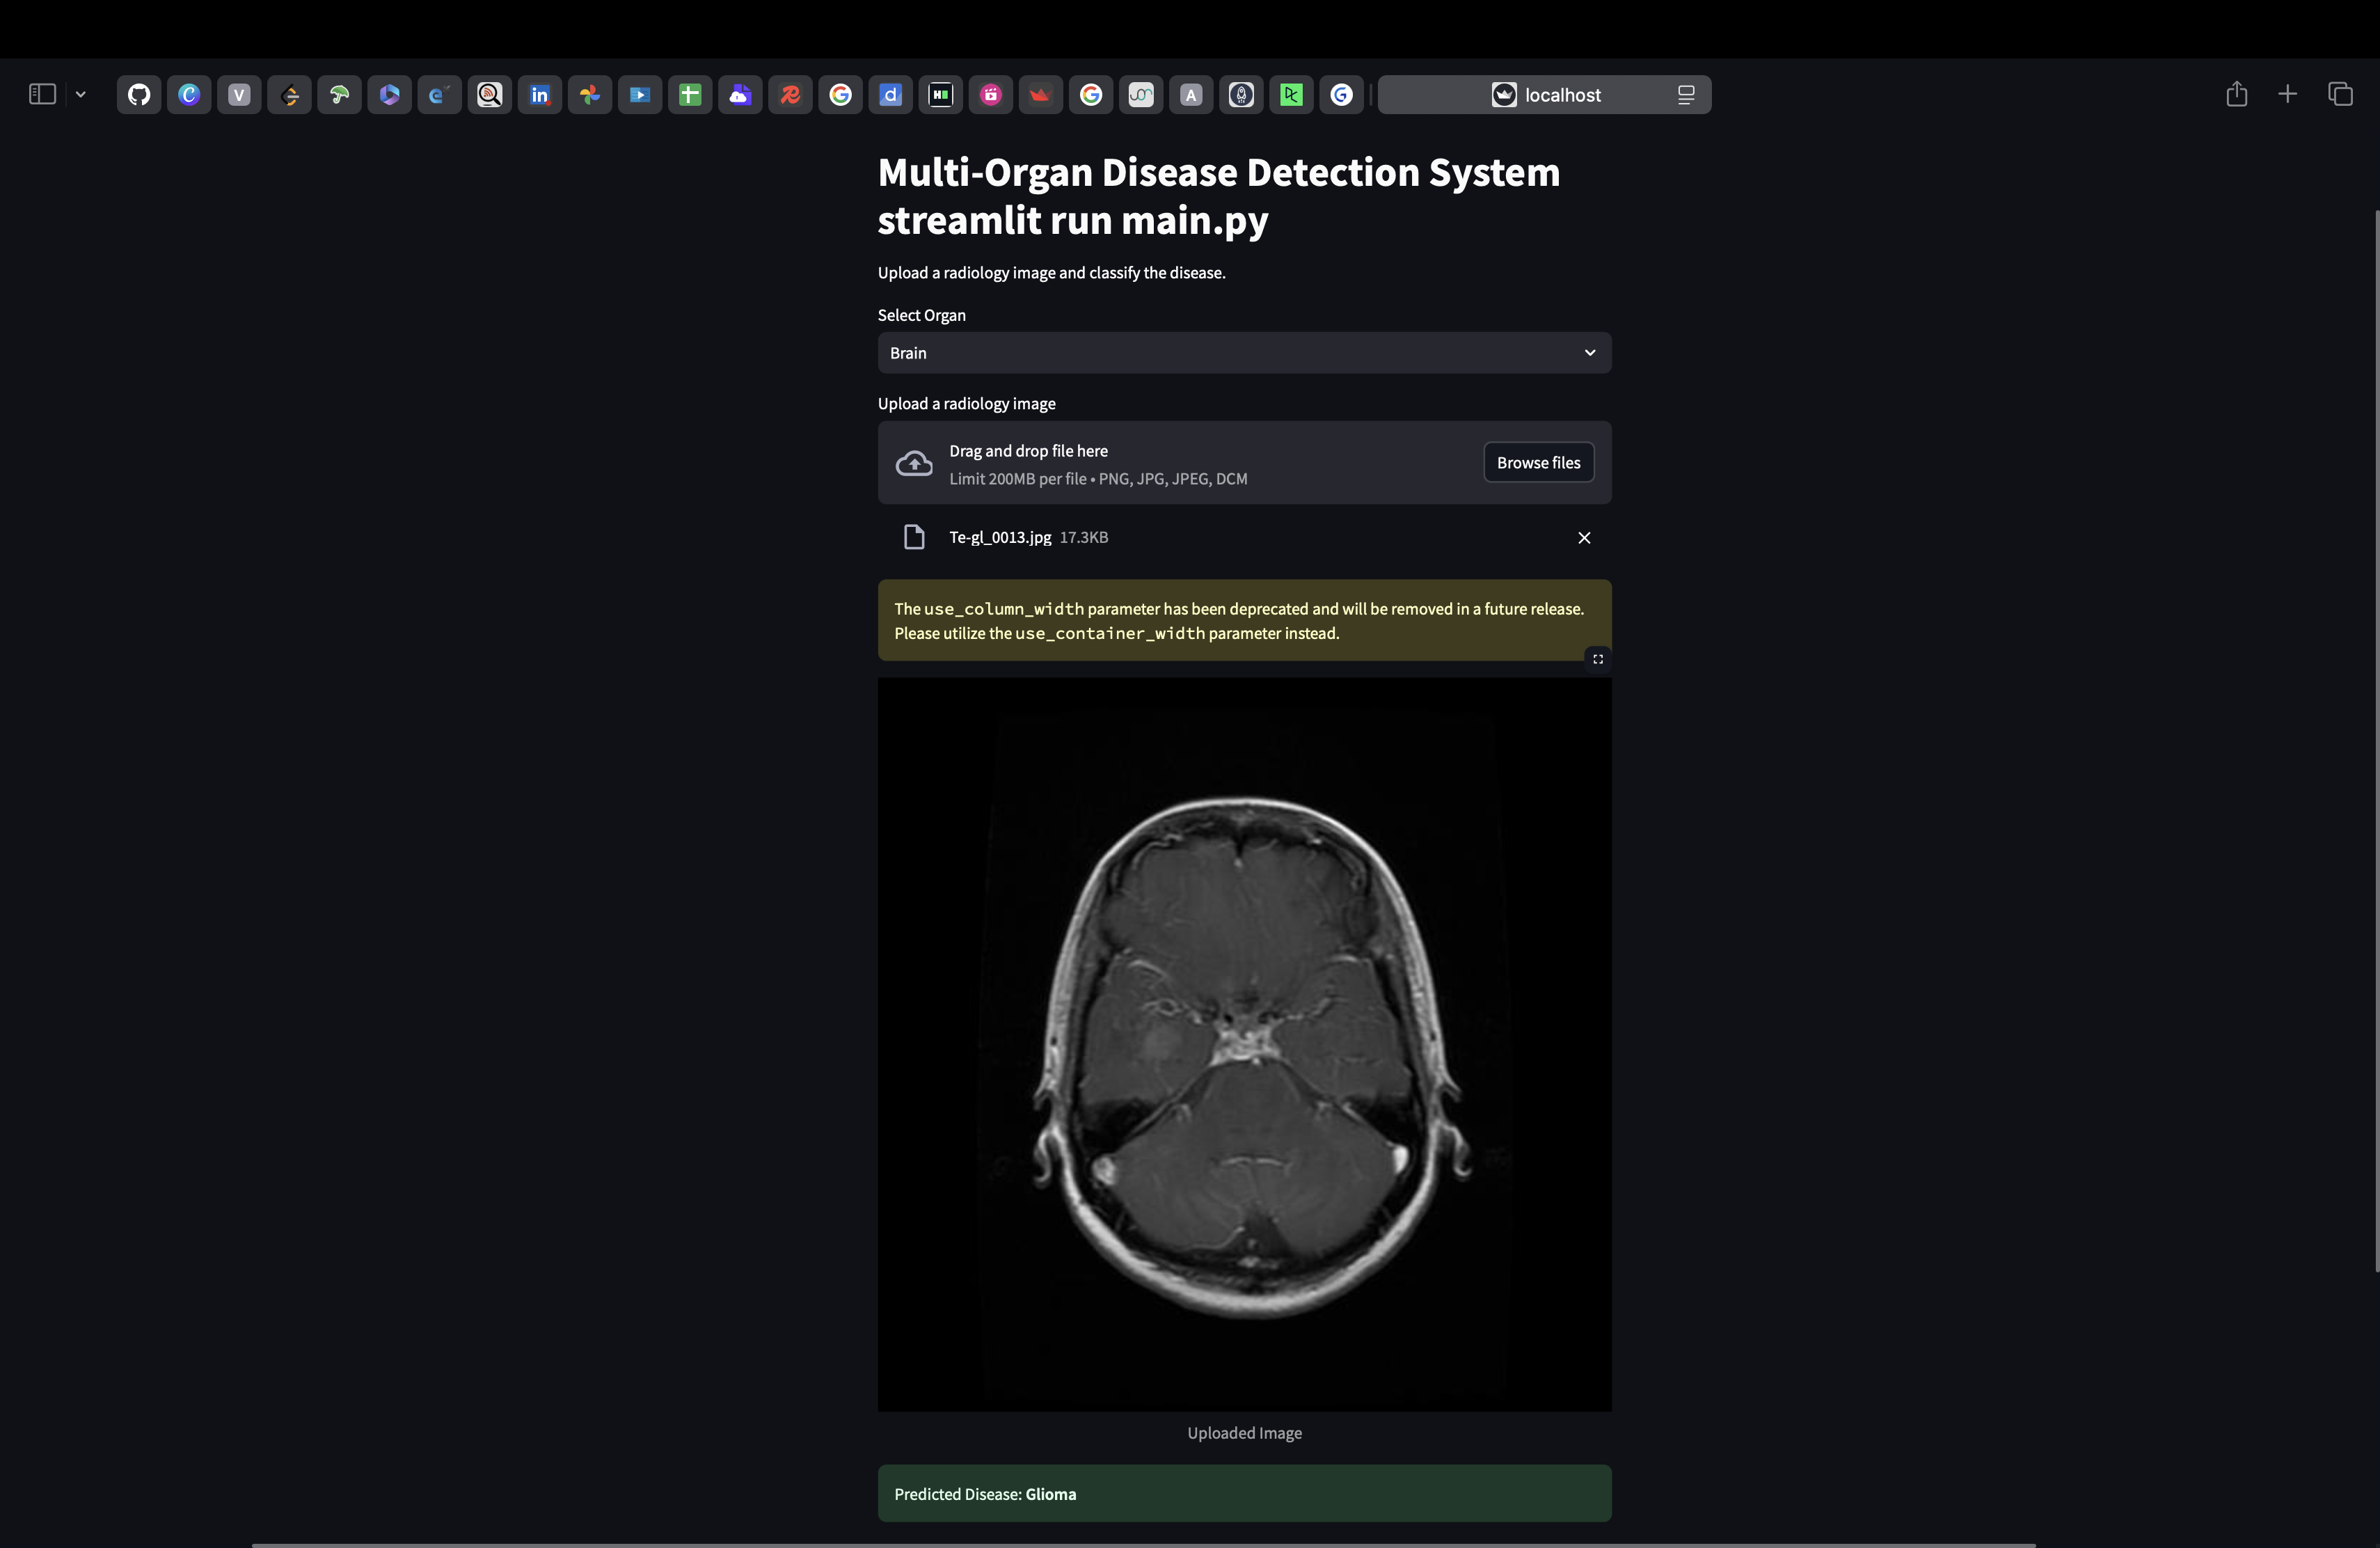 localhost
Multi-Organ Disease Detection System
streamlit run main.py
Upload a radiology image and classify the disease.
Select Organ
Brain
Upload a radiology image
Drag and drop file here
Limit 200MB per file • PNG, JPG, JPEG, DCM
Browse files
Te-gl_0013.jpg 17.3KB
The use_column_width parameter has been deprecated and will be removed in a future release.
Please utilize the use_container_width parameter instead.
Uploaded Image
Predicted Disease: Glioma